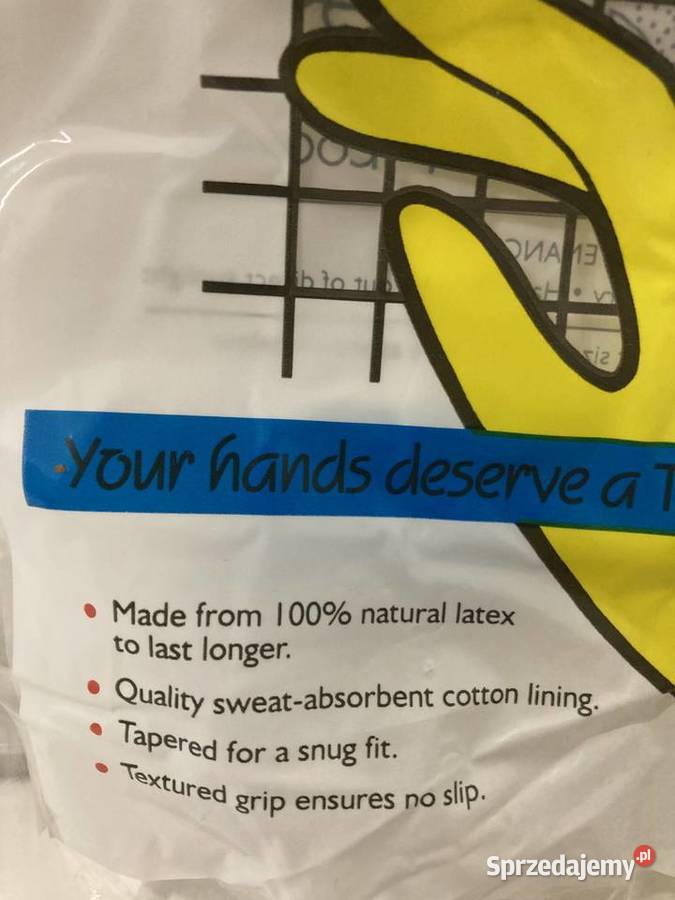 Your hands deserve a T
• Made from 100% natural latex
to last longer.
• Quality sweat-absorbent cotton lining.
• Tapered for a snug fit.
• Textured grip ensures no slip.
Sprzedajemy.pl